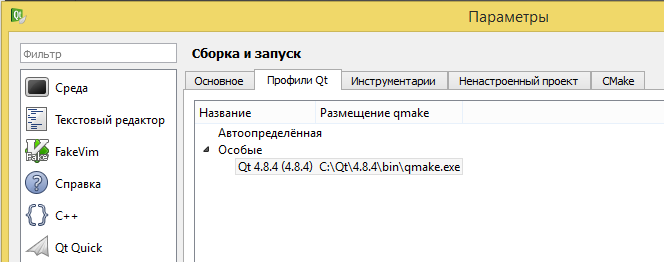 Параметры
Фильтр
Среда
Текстовый редактор
FakeVim
Справка
C++
Qt Quick
Сборка и запуск
Основное Профили Qt Инструментарии Ненастроенный проект CMake
Название Размещение qmake
Автоопределённая
Особые
Qt 4.8.4 (4.8.4) C:\Qt\4.8.4\bin\qmake.exe